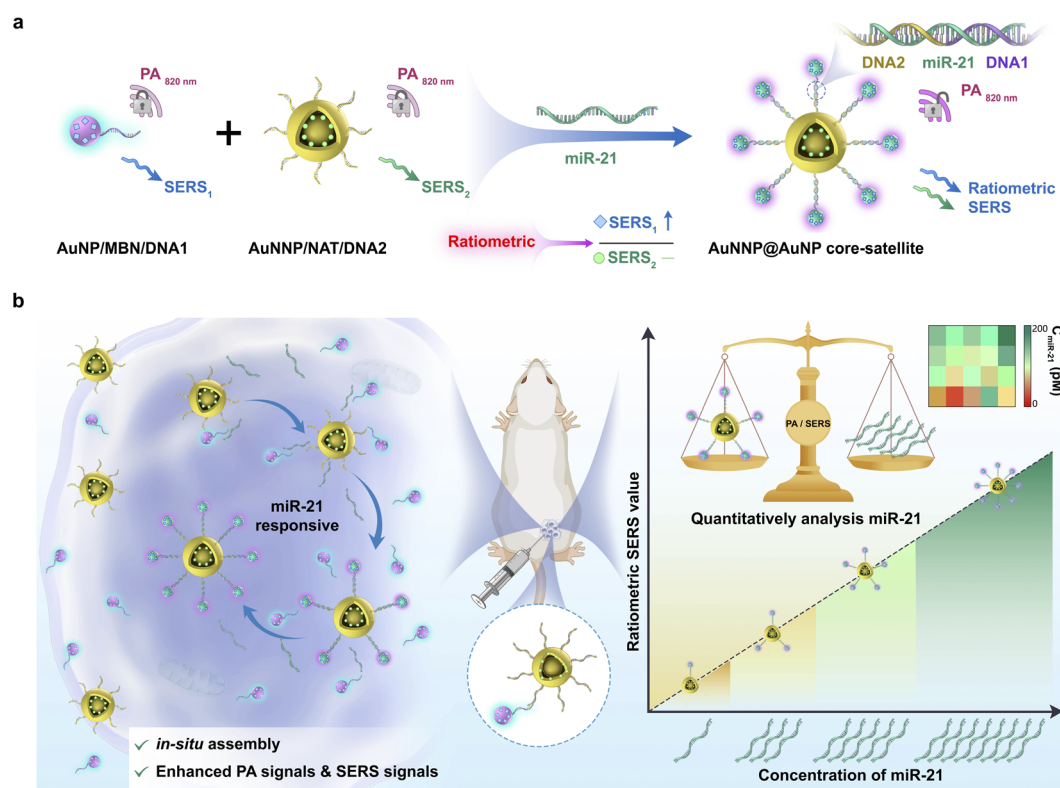 a
PA 820 nm
SERS1
AuNP/MBN/DNA1
+
PA 820 nm
SERS2
AuNNP/NAT/DNA2
miR-21
Ratiometric
SERS1 ↑
SERS2 —
DNA2 miR-21 DNA1
PA 820 nm
Ratiometric
SERS
AuNNP@AuNP core-satellite
b
miR-21
responsive
✓ in-situ assembly
✓ Enhanced PA signals & SERS signals
Ratiometric SERS value
PA / SERS
200
0
CmiR-21 (pM)
Quantitatively analysis miR-21
Concentration of miR-21